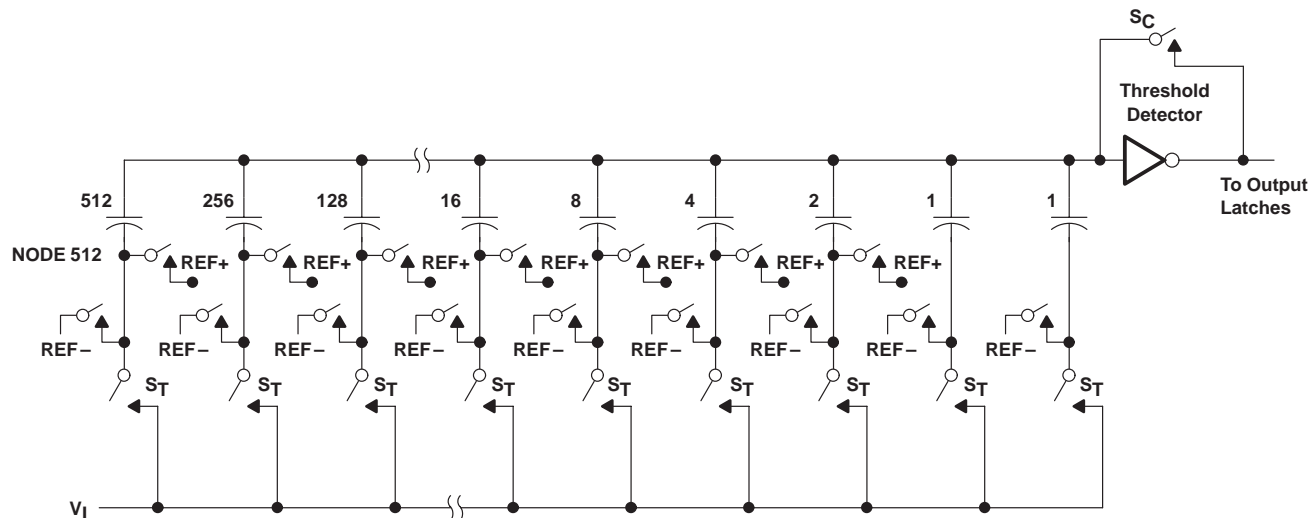 SC
Threshold
Detector
To Output
Latches
512 256 128 16 8 4 2 1 1
NODE 512
REF+ REF+ REF+ REF+ REF+ REF+ REF+
REF− REF− REF− REF− REF− REF− REF− REF− REF−
ST ST ST ST ST ST ST ST ST
VI